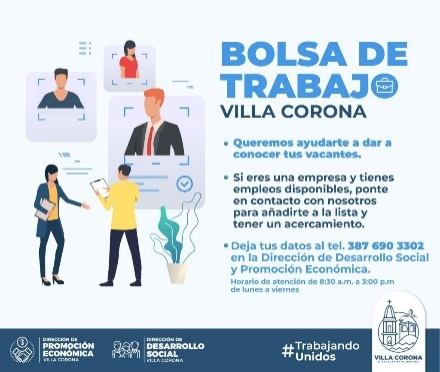 BOLSA DE
TRABAJO
VILLA CORONA
• Queremos ayudarte a dar a
conocer tus vacantes.
• Si eres una empresa y tienes
empleos disponibles, ponte
en contacto con nosotros
para añadirte a la lista y
tener un acercamiento.
• Deja tus datos al tel. 387 690 3302
en la Dirección de Desarrollo Social
y Promoción Económica.
Horario de atención de 8:30 a.m. a 3:00 p.m
de lunes a viernes
DIRECCIÓN DE
PROMOCIÓN
ECONÓMICA
VILLA CORONA
DIRECCIÓN DE
DESARROLLO
SOCIAL
VILLA CORONA
#Trabajando
Unidos
VILLA CORONA